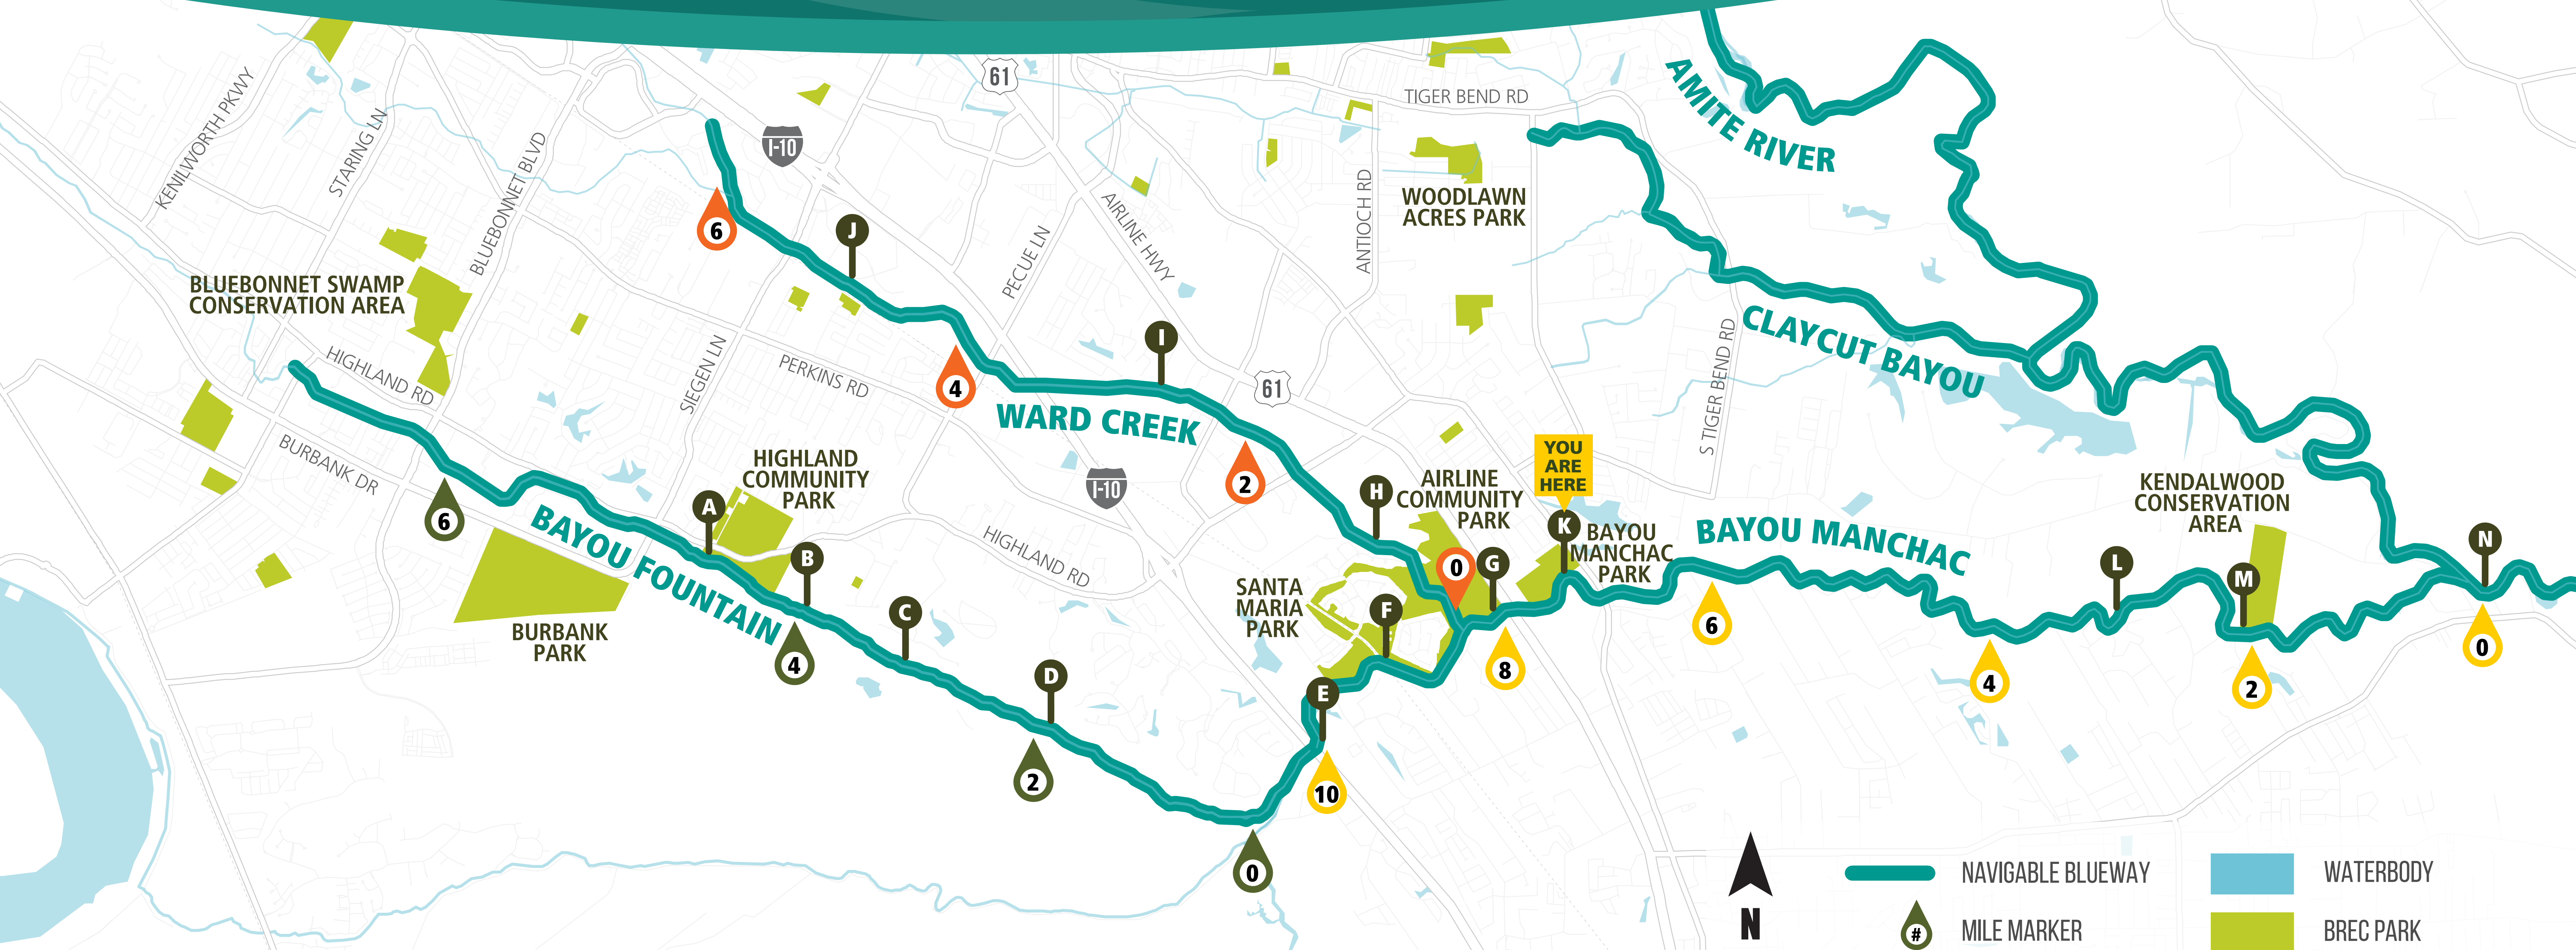 KENILWORTH PKWY
STARING LN
BLUEBONNET BLVD
61
I-10
TIGER BEND RD
AMITE RIVER
6
J
PECUE LN
AIRLINE HWY
ANTIOCH RD
WOODLAWN
ACRES PARK
BLUEBONNET SWAMP
CONSERVATION AREA
HIGHLAND RD
SIEGEN LN
PERKINS RD
4
I
61
WARD CREEK
S TIGER BEND RD
CLAYCUT BAYOU
BURBANK DR
6
HIGHLAND
COMMUNITY
PARK
A
B
BAYOU FOUNTAIN
BURBANK
PARK
4
C
HIGHLAND RD
I-10
2
H
AIRLINE
COMMUNITY
PARK
YOU
ARE
HERE
K
BAYOU
MANCHAC
PARK
BAYOU MANCHAC
KENDALWOOD
CONSERVATION
AREA
0
G
SANTA
MARIA
PARK
F
E
D
2
0
10
8
6
4
L
M
2
N
0
N
NAVIGABLE BLUEWAY
WATERBODY
#
MILE MARKER
BREC PARK